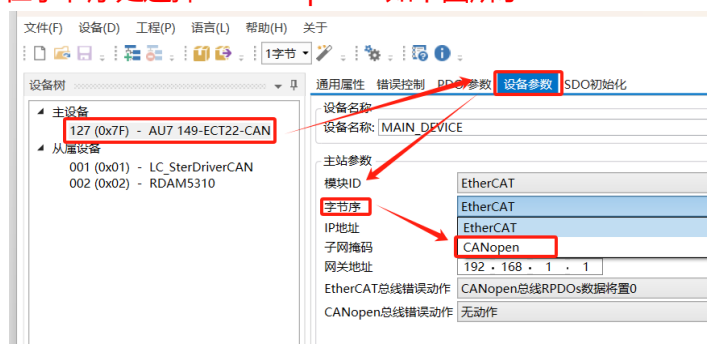 文件(F) 设备(D) 工程(P) 语言(L) 帮助(H) 关于
1字节
设备树
主设备
127 (0x7F) - AU7 149-ECT22-CAN
从属设备
001 (0x01) - LC_SterDriverCAN
002 (0x02) - RDAM5310
通用属性 错误控制 PDO参数 设备参数 SDO初始化
设备名称
设备名称: MAIN_DEVICE
主站参数
模块ID EtherCAT
字节序 EtherCAT
IP地址 EtherCAT
子网掩码 CANopen
网关地址 192 . 168 . 1 . 1
EtherCAT总线错误动作 CANopen总线RPDOs数据将置0
CANopen总线错误动作 无动作